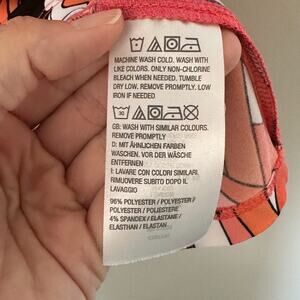 MACHINE WASH COLD. WASH WITH
LIKE COLORS. ONLY NON-CHLORINE
BLEACH WHEN NEEDED. TUMBLE
DRY LOW. REMOVE PROMPTLY. LOW
IRON IF NEEDED
30
GB: WASH WITH SIMILAR COLOURS.
REMOVE PROMPTLY
D: MIT ÄHNLICHEN FARBEN
WASCHEN. VOR DER WÄSCHE
ENTFERNEN
I: LAVARE CON COLORI SIMILARI.
RIMUOVERE SUBITO DOPO IL
LAVAGGIO
96% POLYESTER / POLYESTER /
POLIESTERE
4% SPANDEX / ELASTANE /
ELASTHAN / ELASTAN